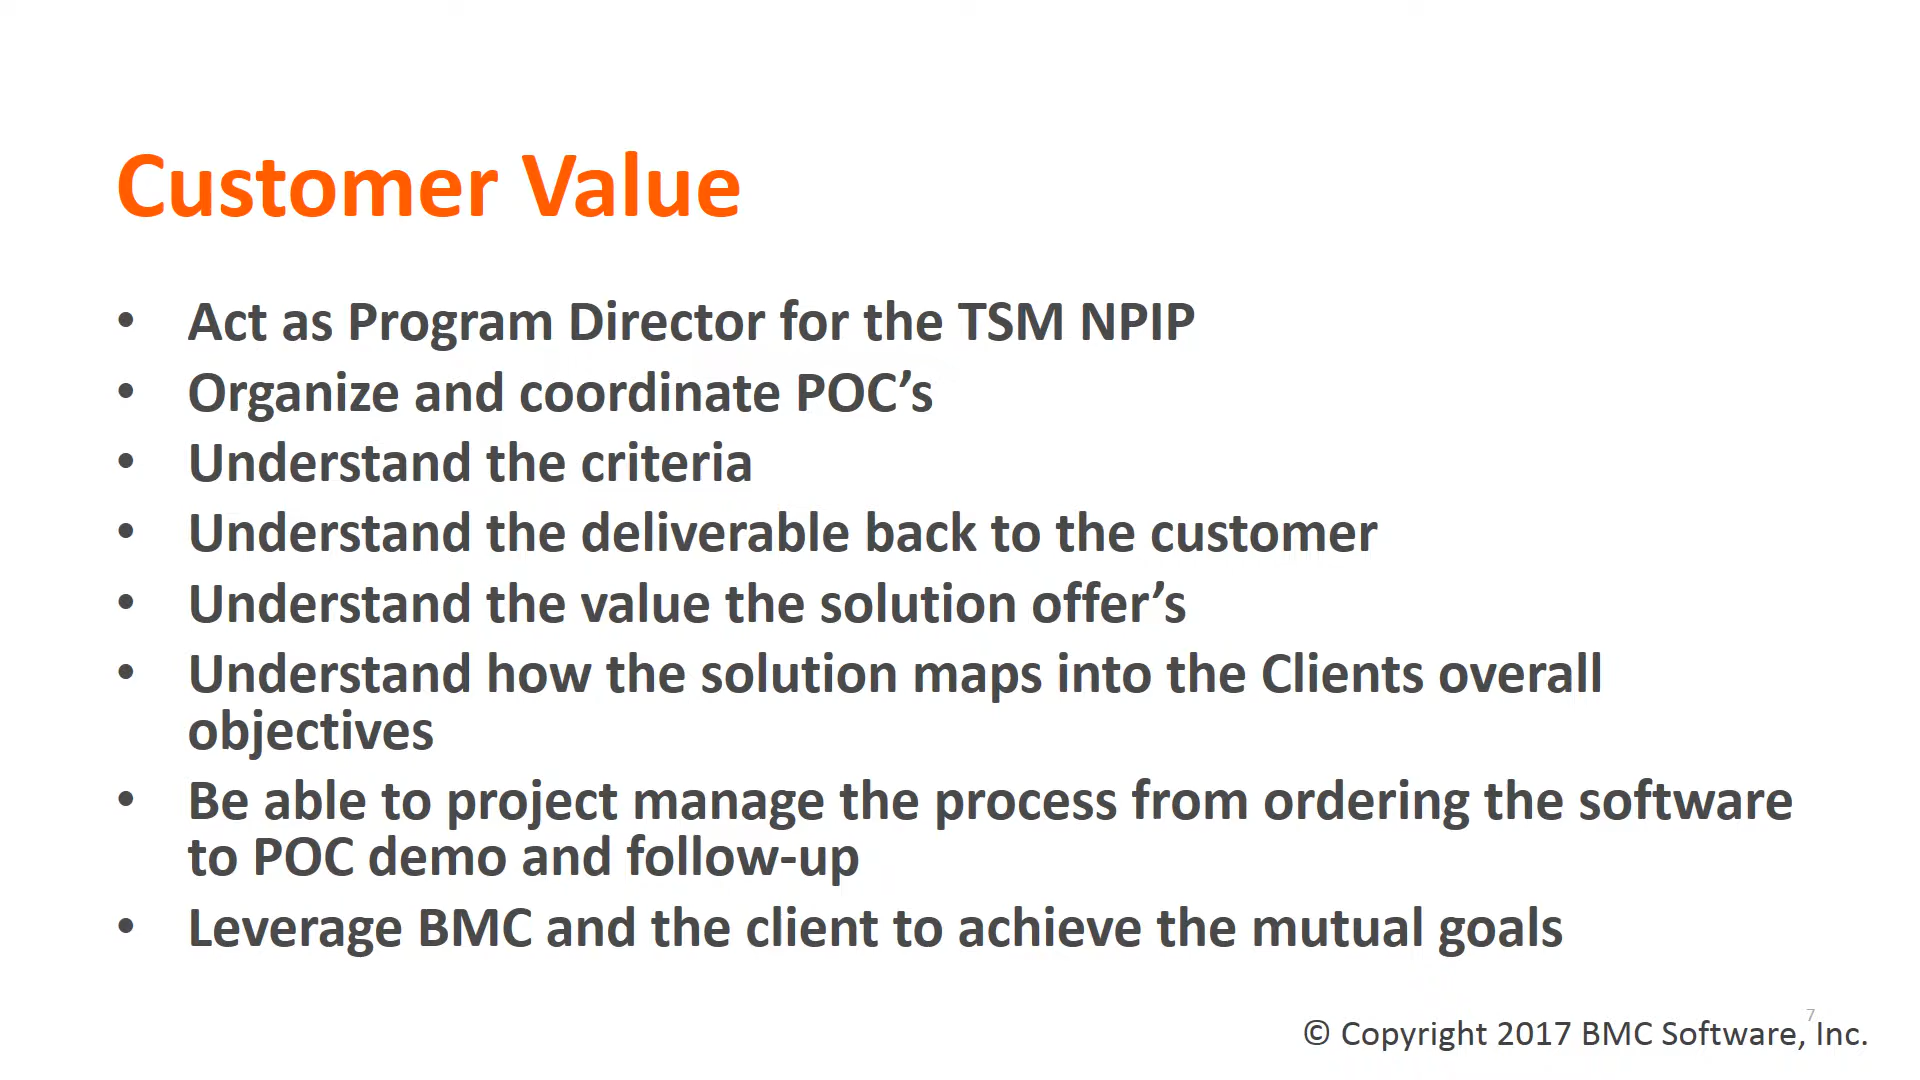 Customer Value
• Act as Program Director for the TSM NPIP
• Organize and coordinate POC’s
• Understand the criteria
• Understand the deliverable back to the customer
• Understand the value the solution offer’s
• Understand how the solution maps into the Clients overall
objectives
• Be able to project manage the process from ordering the software
to POC demo and follow-up
• Leverage BMC and the client to achieve the mutual goals
7
© Copyright 2017 BMC Software, Inc.